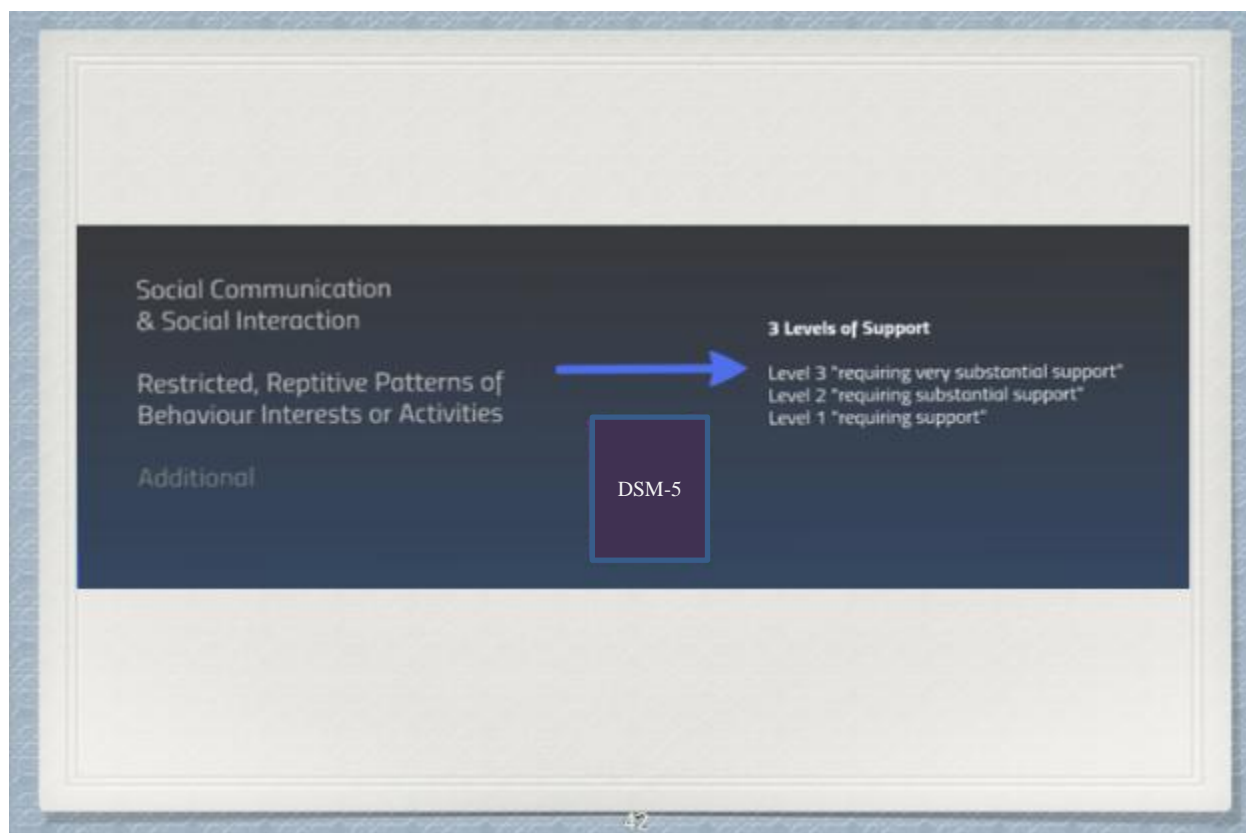 Social Communication
& Social Interaction
Restricted, Reptitive Patterns of
Behaviour Interests or Activities
Additional
3 Levels of Support
Level 3 "requiring very substantial support"
Level 2 "requiring substantial support"
Level 1 "requiring support"
DSM-5
42